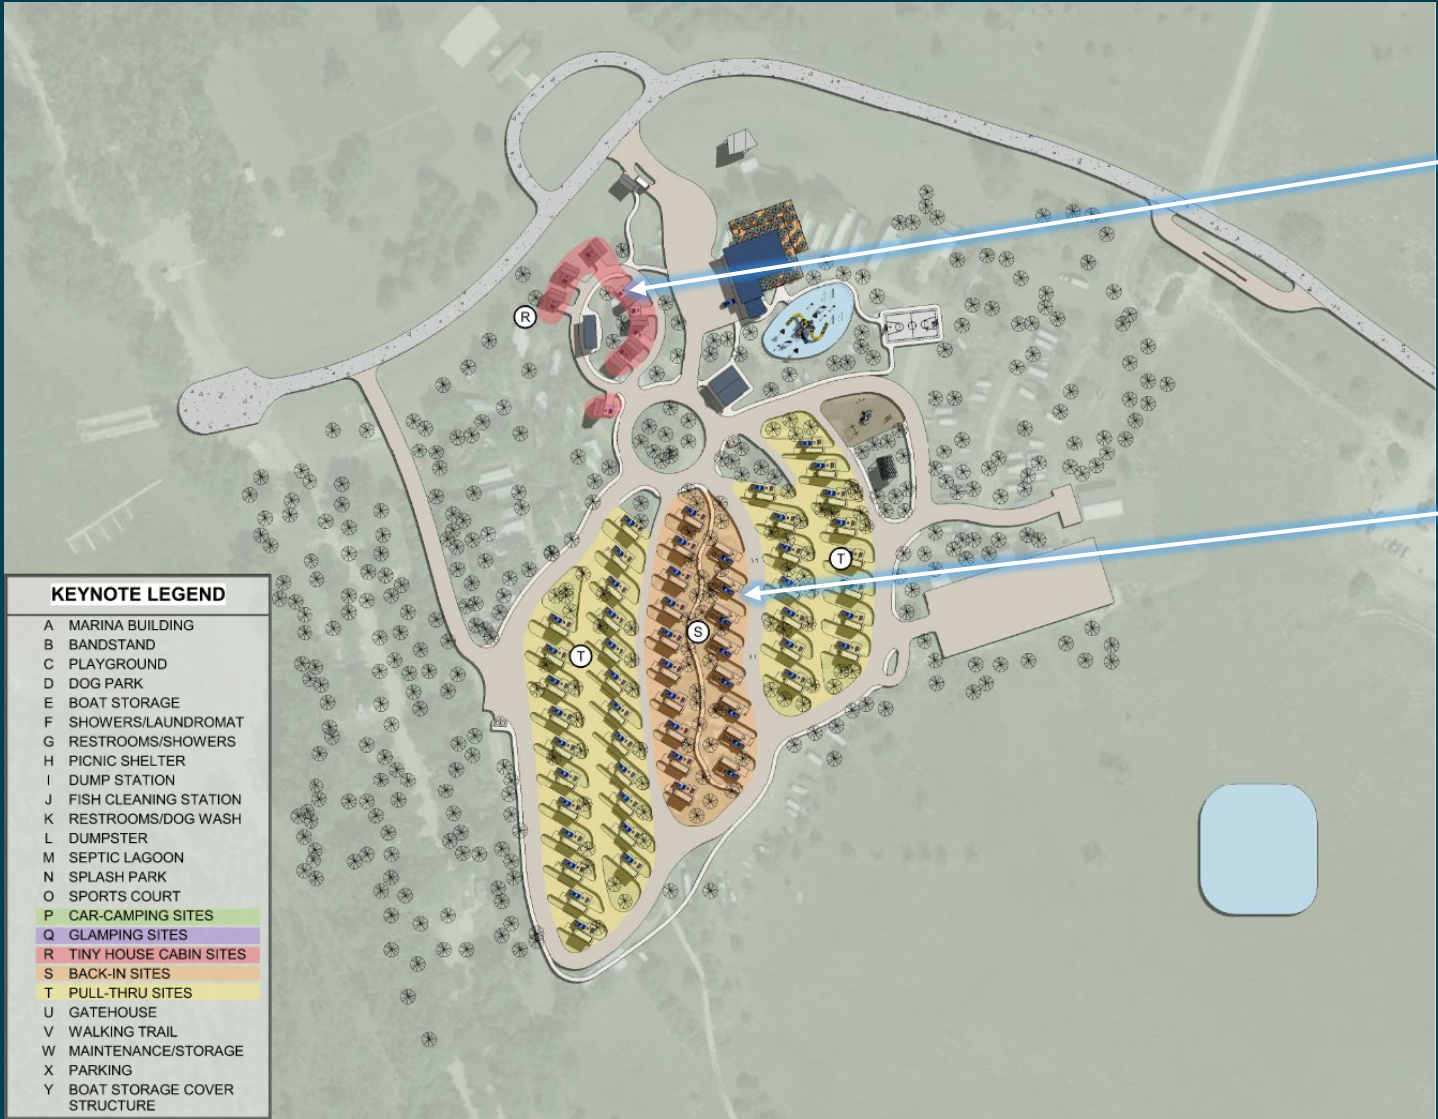 R
T
S
T
KEYNOTE LEGEND
A MARINA BUILDING
B BANDSTAND
C PLAYGROUND
D DOG PARK
E BOAT STORAGE
F SHOWERS/LAUNDROMAT
G RESTROOMS/SHOWERS
H PICNIC SHELTER
I DUMP STATION
J FISH CLEANING STATION
K RESTROOMS/DOG WASH
L DUMPSTER
M SEPTIC LAGOON
N SPLASH PARK
O SPORTS COURT
P CAR-CAMPING SITES
Q GLAMPING SITES
R TINY HOUSE CABIN SITES
S BACK-IN SITES
T PULL-THRU SITES
U GATEHOUSE
V WALKING TRAIL
W MAINTENANCE/STORAGE
X PARKING
Y BOAT STORAGE COVER
STRUCTURE